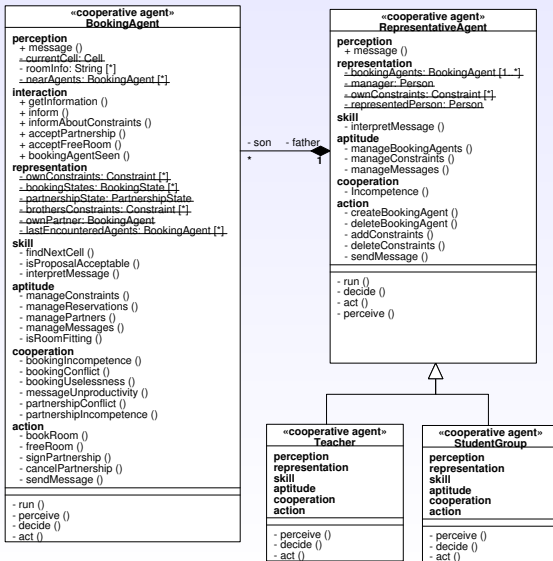 «cooperative agent»
BookingAgent
perception
+ message ()
- currentCell: Cell
- roomInfo: String [*]
- nearAgents: BookingAgent [*]
interaction
+ getInformation ()
+ inform ()
+ informAboutConstraints ()
+ acceptPartnership ()
+ acceptFreeRoom ()
+ bookingAgentSeen ()
representation
- ownConstraints: Constraint [*]
- bookingStates: BookingState [*]
- partnershipState: PartnershipState
- brothersConstraints: Constraint [*]
- ownPartner: BookingAgent
- lastEncounteredAgents: BookingAgent [*]
skill
- findNextCell ()
- isProposalAcceptable ()
- interpretMessage ()
aptitude
- manageConstraints ()
- manageReservations ()
- managePartners ()
- manageMessages ()
- isRoomFitting ()
cooperation
- bookingIncompetence ()
- bookingConflict ()
- bookingUselessness ()
- messageUnproductivity ()
- partnershipConflict ()
- partnershipIncompetence ()
action
- bookRoom ()
- freeRoom ()
- signPartnership ()
- cancelPartnership ()
- sendMessage ()
- run ()
- perceive ()
- decide ()
- act ()
- son - father
* 1
«cooperative agent»
RepresentativeAgent
perception
+ message ()
representation
- bookingAgents: BookingAgent [1..*]
- manager: Person
- ownConstraints: Constraint [*]
- representedPerson: Person
skill
- interpretMessage ()
aptitude
- manageBookingAgents ()
- manageConstraints ()
- manageMessages ()
cooperation
- Incompetence ()
action
- createBookingAgent ()
- deleteBookingAgent ()
- addConstraints ()
- deleteConstraints ()
- sendMessage ()
- run ()
- decide ()
- act ()
- perceive ()
«cooperative agent»
Teacher
perception
representation
skill
aptitude
cooperation
action
- perceive ()
- decide ()
- act ()
«cooperative agent»
StudentGroup
perception
representation
skill
aptitude
cooperation
action
- perceive ()
- decide ()
- act ()